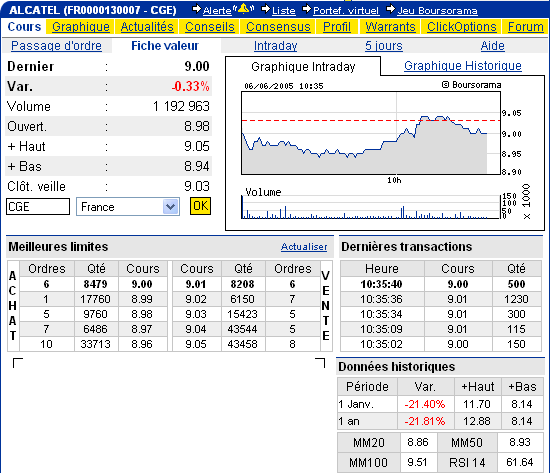 ALCATEL (FR0000130007 - CGE) Alerte Liste Portef. virtuel Jeu Boursorama
Cours Graphique Actualités Conseils Consensus Profil Warrants ClickOptions Forum
Passage d'ordre Fiche valeur Intraday 5 jours Aide
Dernier : 9.00
Var. : -0.33%
Volume : 1 192 963
Ouvert. : 8.98
+ Haut : 9.05
+ Bas : 8.94
Clôt. veille : 9.03
CGE France OK
Graphique Intraday Graphique Historique
06/06/2005 10:35 © Boursorama
9.05
9.00
8.95
8.90
10h
Volume
150
100
50
0
x 1000
Meilleures limites Actualiser
ACHAT
Ordres Qté Cours Cours Qté Ordres
6 8479 9.00 9.01 8208 6
1 17760 8.99 9.02 6150 7
5 9760 8.98 9.03 15423 5
7 6486 8.97 9.04 43544 5
10 33713 8.96 9.05 43458 8
VENTE
Dernières transactions
Heure Cours Qté
10:35:40 9.00 500
10:35:36 9.01 1230
10:35:34 9.01 300
10:35:09 9.01 115
10:35:02 9.00 150
Données historiques
Période Var. +Haut +Bas
1 Janv. -21.40% 11.70 8.14
1 an -21.81% 12.88 8.14
MM20 8.86 MM50 8.93
MM100 9.51 RSI 14 61.64